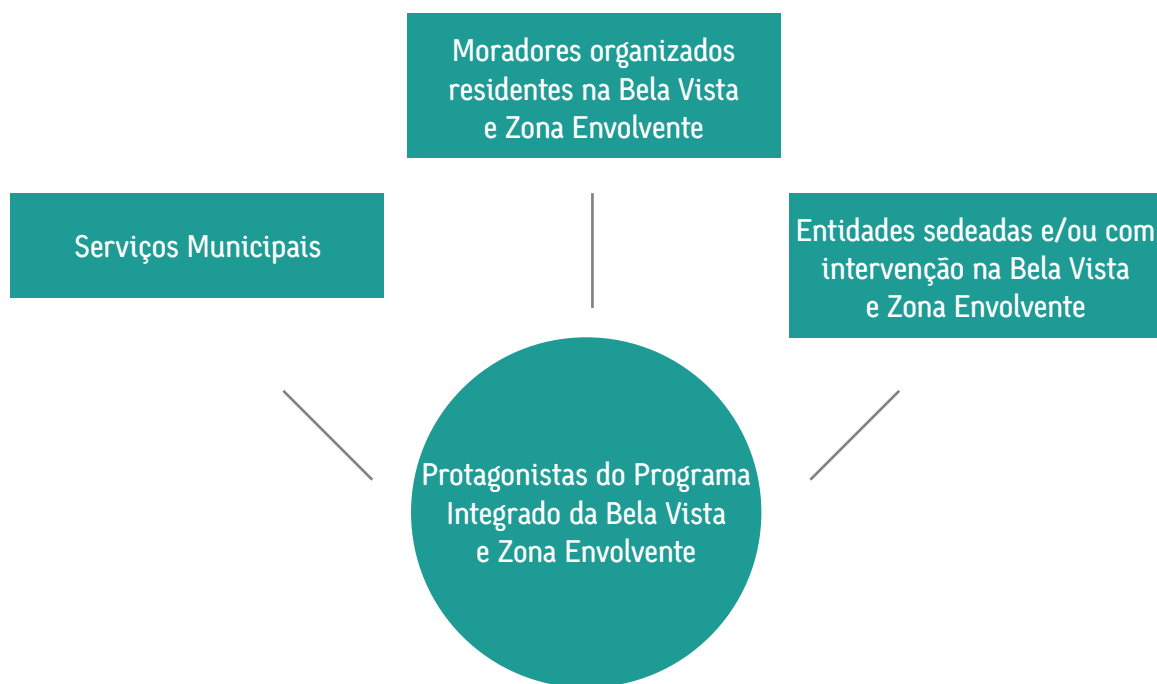 Moradores organizados
residentes na Bela Vista
e Zona Envolvente
Serviços Municipais
Entidades sedeadas e/ou com
intervenção na Bela Vista
e Zona Envolvente
Protagonistas do Programa
Integrado da Bela Vista
e Zona Envolvente